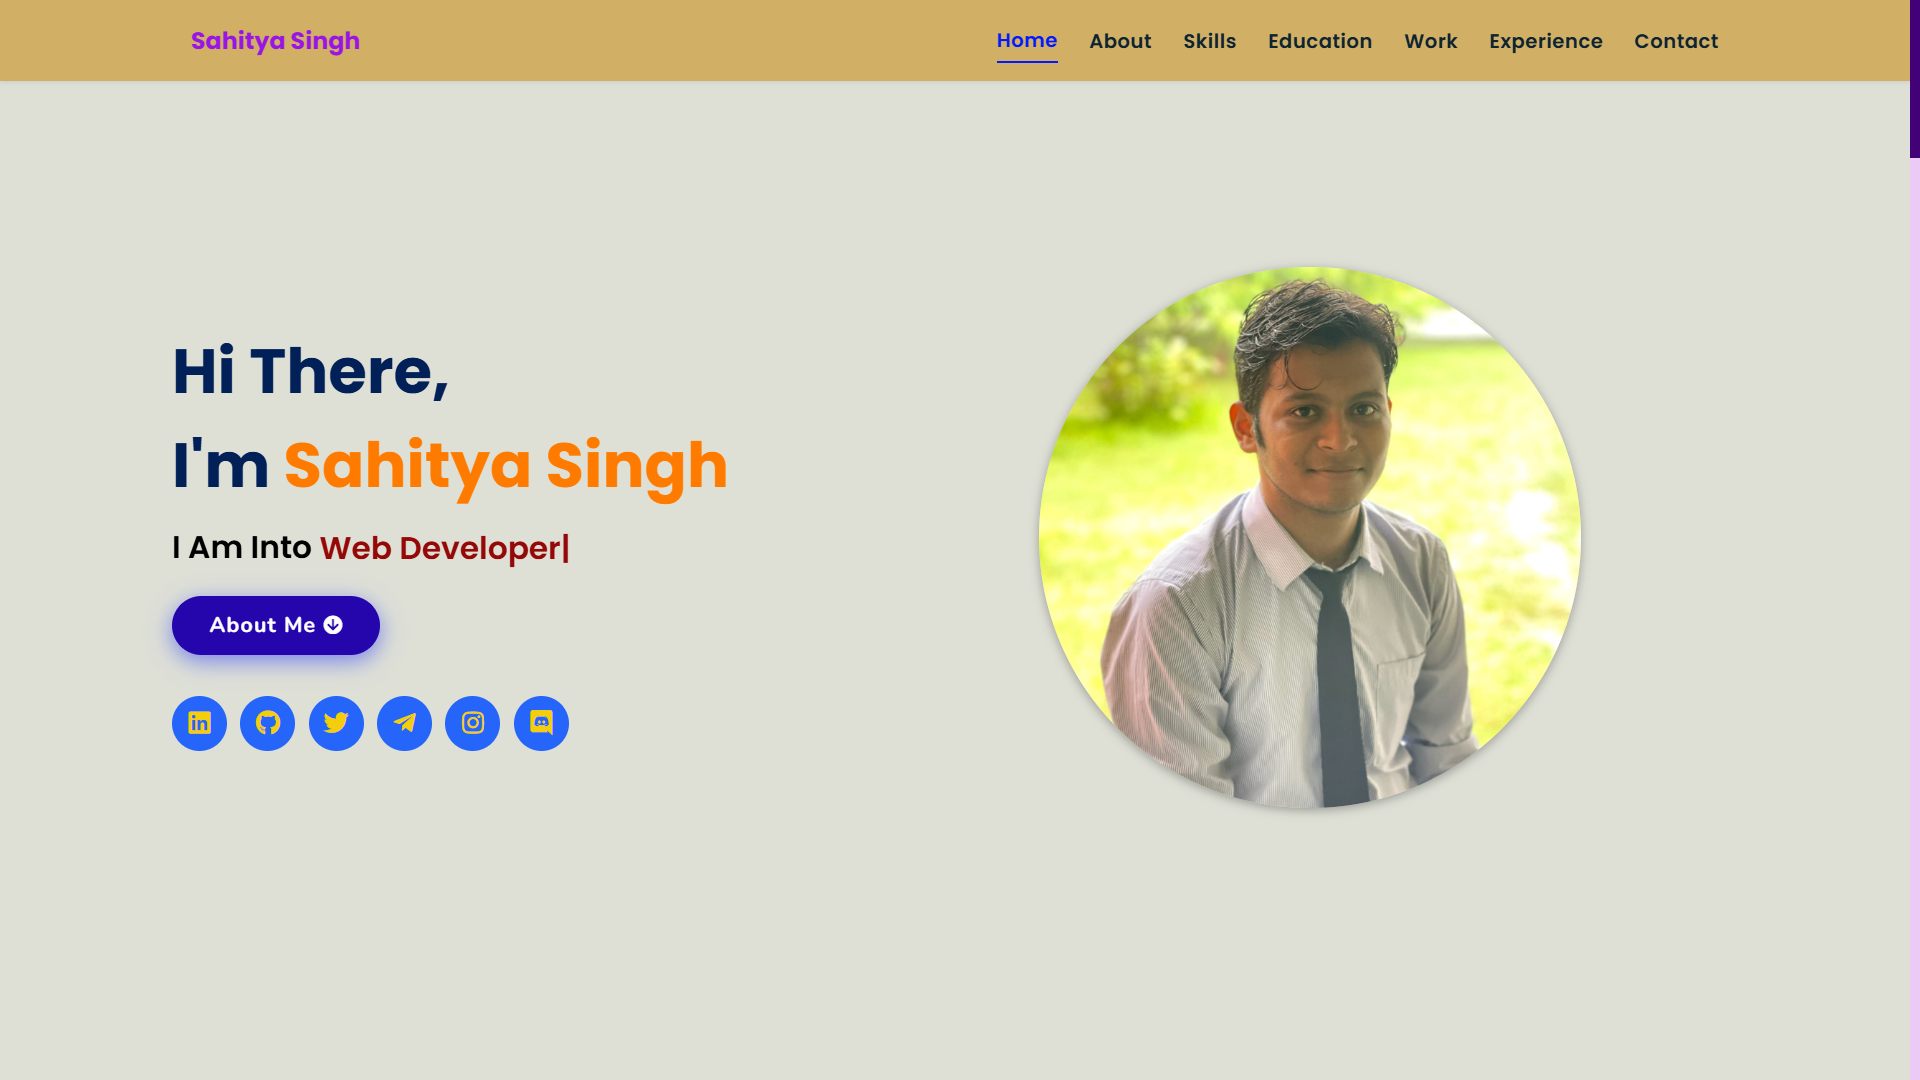 Sahitya Singh
Home About Skills Education Work Experience Contact
Hi There,
I'm Sahitya Singh
I Am Into Web Developer|
About Me